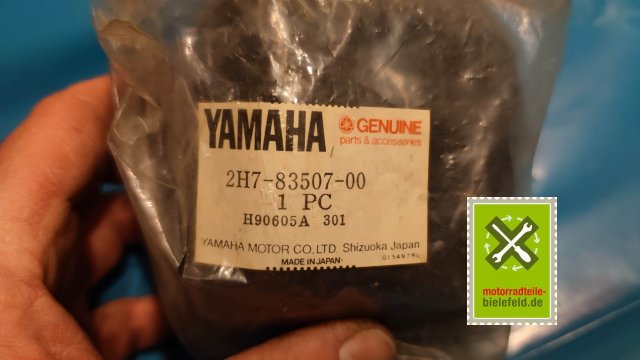 YAMAHA
GENUINE
parts & accessories
2H7-83507-00
1 PC
H90605A 301
YAMAHA MOTOR CO.,LTD. Shizuoka Japan
MADE IN JAPAN
motorradteile-
bielefeld.de